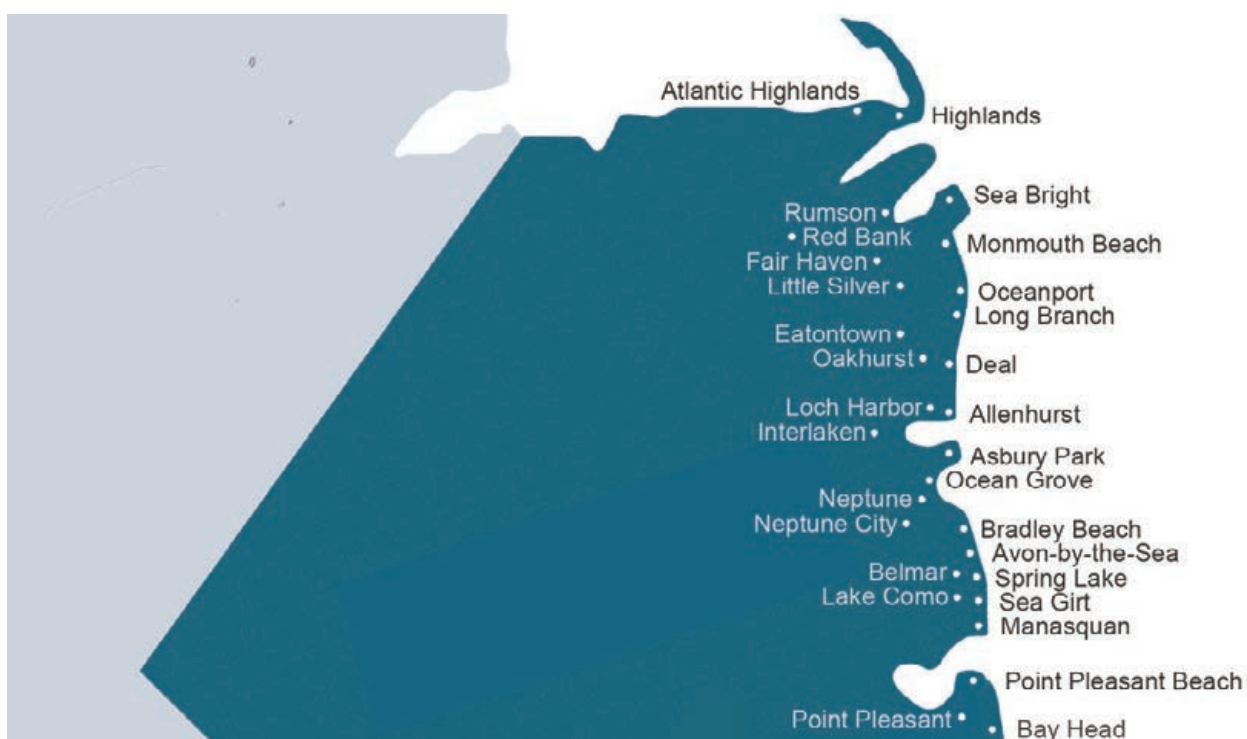 Atlantic Highlands
Highlands
Sea Bright
Rumson
Red Bank
Monmouth Beach
Fair Haven
Little Silver
Oceanport
Long Branch
Eatontown
Oakhurst
Deal
Loch Harbor
Allenhurst
Interlaken
Asbury Park
Ocean Grove
Neptune
Neptune City
Bradley Beach
Avon-by-the-Sea
Belmar
Spring Lake
Lake Como
Sea Girt
Manasquan
Point Pleasant Beach
Point Pleasant
Bay Head